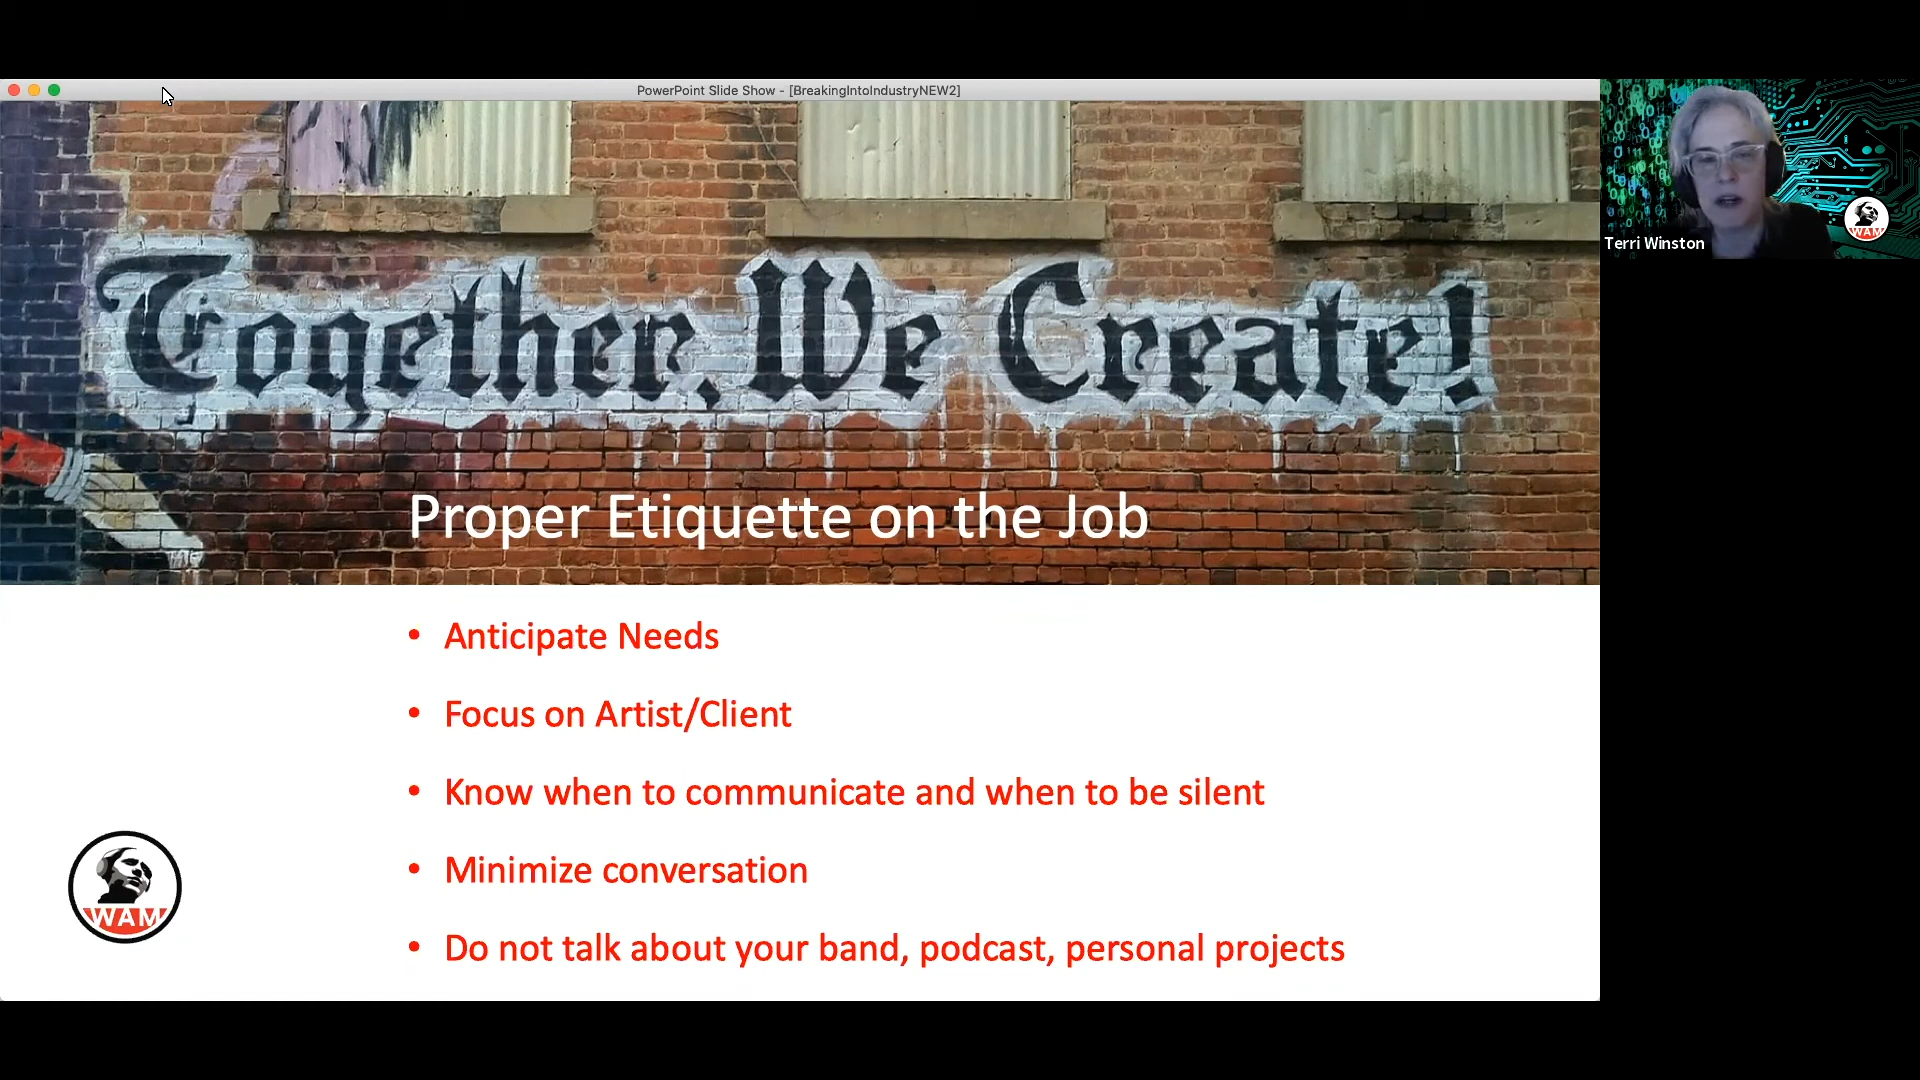 PowerPoint Slide Show - [BreakingIntoIndustryNEW2]
Together, We Create!
Proper Etiquette on the Job
• Anticipate Needs
• Focus on Artist/Client
• Know when to communicate and when to be silent
• Minimize conversation
• Do not talk about your band, podcast, personal projects
WAM
Terri Winston
WAM